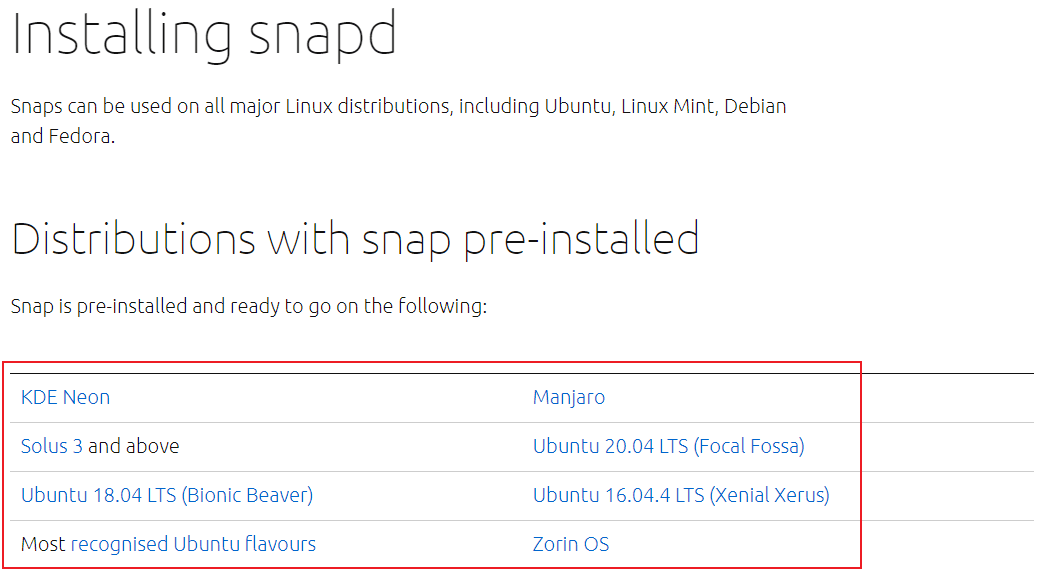 Installing snapd
Snaps can be used on all major Linux distributions, including Ubuntu, Linux Mint, Debian
and Fedora.
Distributions with snap pre-installed
Snap is pre-installed and ready to go on the following:
KDE Neon Manjaro
Solus 3 and above Ubuntu 20.04 LTS (Focal Fossa)
Ubuntu 18.04 LTS (Bionic Beaver) Ubuntu 16.04.4 LTS (Xenial Xerus)
Most recognised Ubuntu flavours Zorin OS